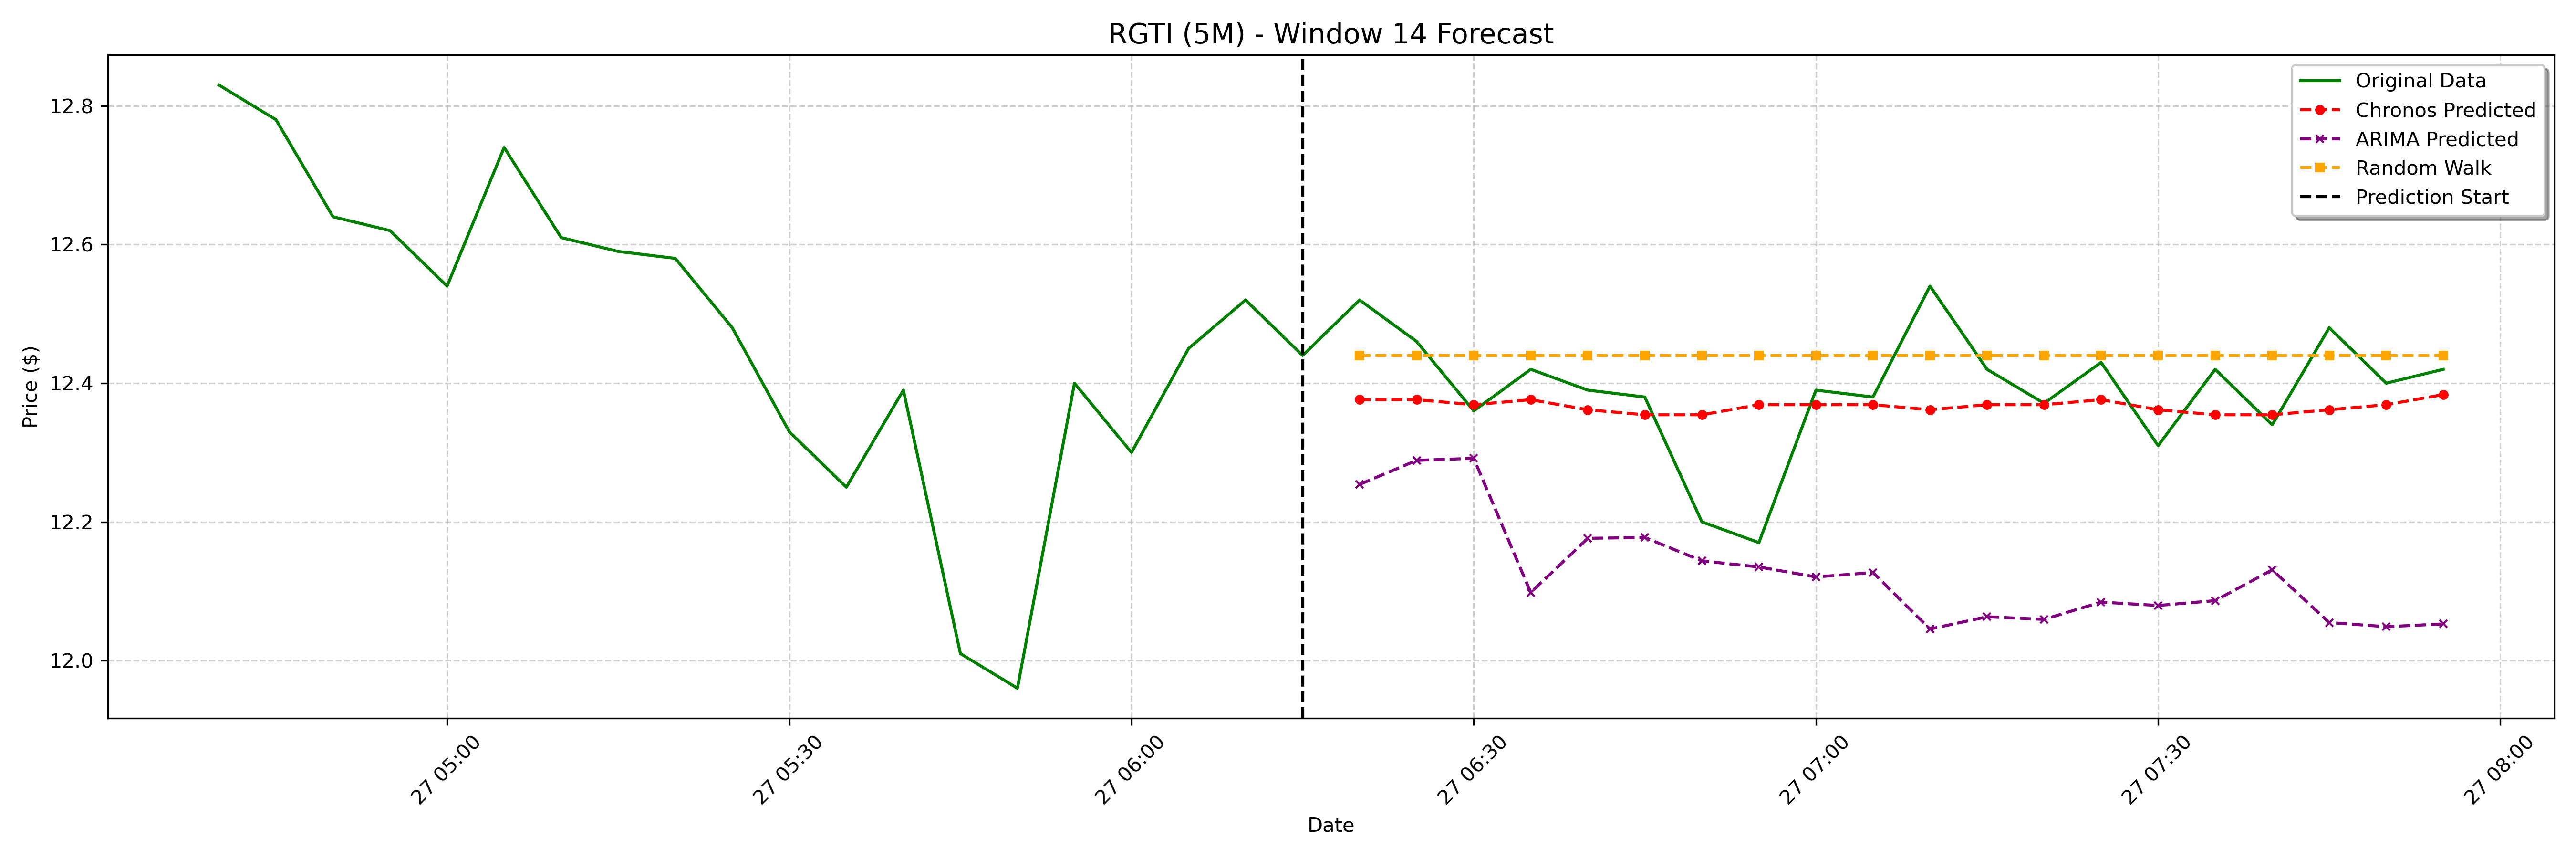 RGTI (5M) - Window 14 Forecast
Original Data
Chronos Predicted
ARIMA Predicted
Random Walk
Prediction Start
Price ($)
12.8
12.6
12.4
12.2
12.0
27 05:00
27 05:30
27 06:00
27 06:30
27 07:00
27 07:30
27 08:00
Date